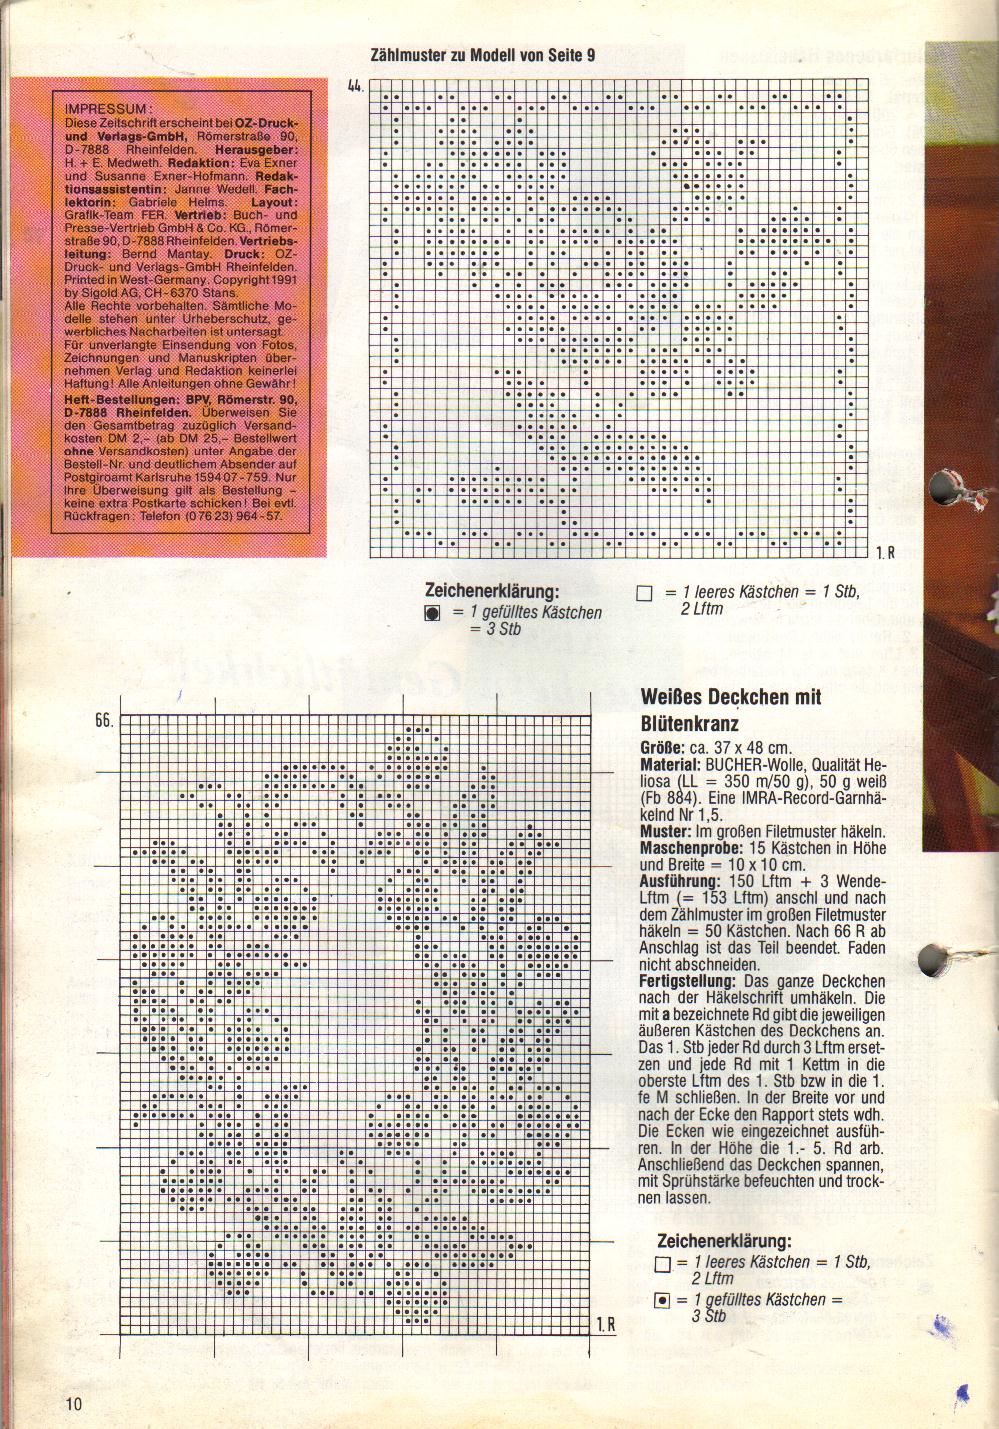 Zählmuster zu Modell von Seite 9
44.
IMPRESSUM:
Diese Zeitschrift erscheint bei OZ-Druck-
und Verlags-GmbH, Römerstraße 90,
D-7888 Rheinfelden. Herausgeber:
H. + E. Medweth. Redaktion: Eva Exner
und Susanne Exner-Hofmann. Redak-
tionsassistentin: Janne Wedell. Fach-
lektorin: Gabriele Helms. Layout:
Grafik-Team FER. Vertrieb: Buch- und
Presse-Vertrieb GmbH & Co. KG., Römer-
straße 90, D-7888 Rheinfelden. Vertriebs-
leitung: Bernd Mantay. Druck: OZ-
Druck- und Verlags-GmbH Rheinfelden.
Printed in West-Germany. Copyright 1991
by Sigold AG, CH-6370 Stans.
Alle Rechte vorbehalten. Sämtliche Mo-
delle stehen unter Urheberschutz, ge-
werbliches Nacharbeiten ist untersagt.
Für unverlangte Einsendung von Fotos,
Zeichnungen und Manuskripten über-
nehmen Verlag und Redaktion keinerlei
Haftung! Alle Anleitungen ohne Gewähr!
Heft-Bestellungen: BPV, Römerstr. 90,
D-7888 Rheinfelden. Überweisen Sie
den Gesamtbetrag zuzüglich Versand-
kosten DM 2,- (ab DM 25,- Bestellwert
ohne Versandkosten) unter Angabe der
Bestell-Nr. und deutlichem Absender auf
Postgiroamt Karlsruhe 159407-759. Nur
Ihre Überweisung gilt als Bestellung –
keine extra Postkarte schicken! Bei evtl.
Rückfragen: Telefon (0 76 23) 964-57.
1. R
Zeichenerklärung:
= 1 gefülltes Kästchen
= 3 Stb
= 1 leeres Kästchen = 1 Stb,
2 Lftm
66.
1. R
Weißes Deckchen mit
Blütenkranz
Größe: ca. 37 x 48 cm.
Material: BUCHER-Wolle, Qualität He-
liosa (LL = 350 m/50 g), 50 g weiß
(Fb 884). Eine IMRA-Record-Garnhä-
kelnd Nr 1,5.
Muster: Im großen Filetmuster häkeln.
Maschenprobe: 15 Kästchen in Höhe
und Breite = 10 x 10 cm.
Ausführung: 150 Lftm + 3 Wende-
Lftm (= 153 Lftm) anschl und nach
dem Zählmuster im großen Filetmuster
häkeln = 50 Kästchen. Nach 66 R ab
Anschlag ist das Teil beendet. Faden
nicht abschneiden.
Fertigstellung: Das ganze Deckchen
nach der Häkelschrift umhäkeln. Die
mit a bezeichnete Rd gibt die jeweiligen
äußeren Kästchen des Deckchens an.
Das 1. Stb jeder Rd durch 3 Lftm erset-
zen und jede Rd mit 1 Kettm in die
oberste Lftm des 1. Stb bzw in die 1.
fe M schließen. In der Breite vor und
nach der Ecke den Rapport stets wdh.
Die Ecken wie eingezeichnet ausfüh-
ren. In der Höhe die 1.- 5. Rd arb.
Anschließend das Deckchen spannen,
mit Sprühstärke befeuchten und trock-
nen lassen.
Zeichenerklärung:
= 1 leeres Kästchen = 1 Stb,
2 Lftm
= 1 gefülltes Kästchen =
3 Stb
10